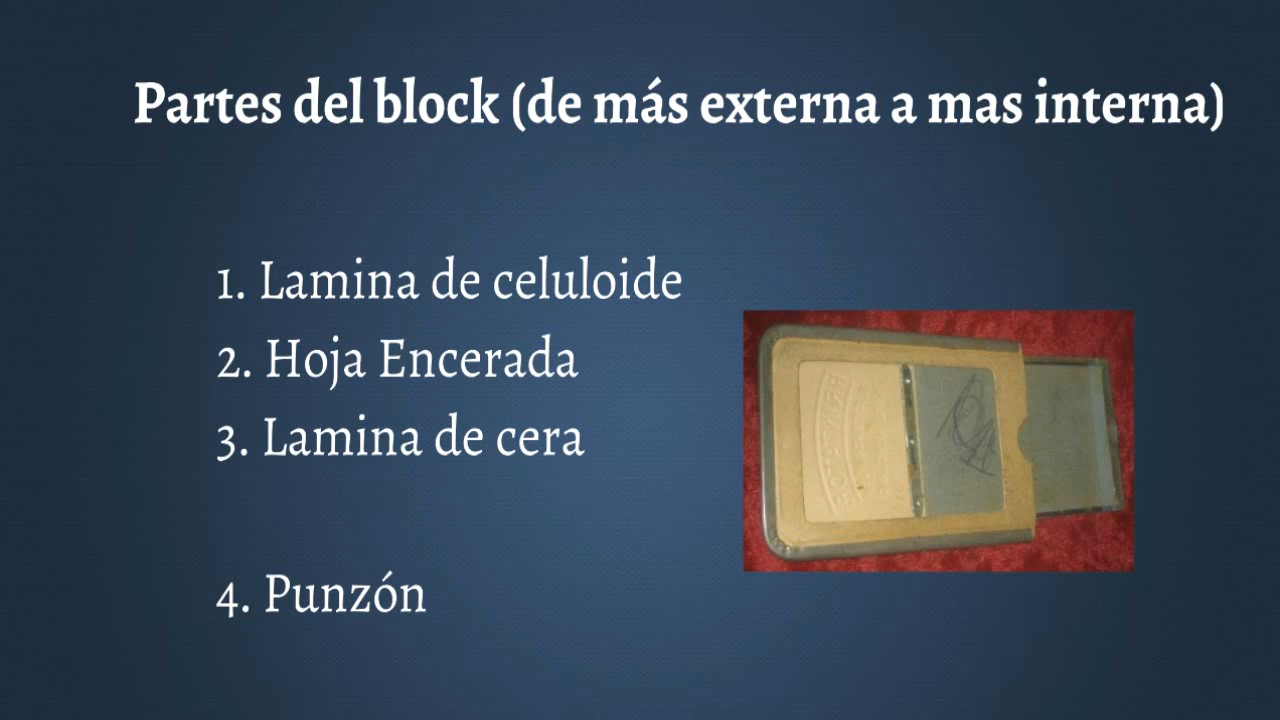 Partes del block (de más externa a mas interna)
1. Lamina de celuloide
2. Hoja Encerada
3. Lamina de cera
4. Punzón